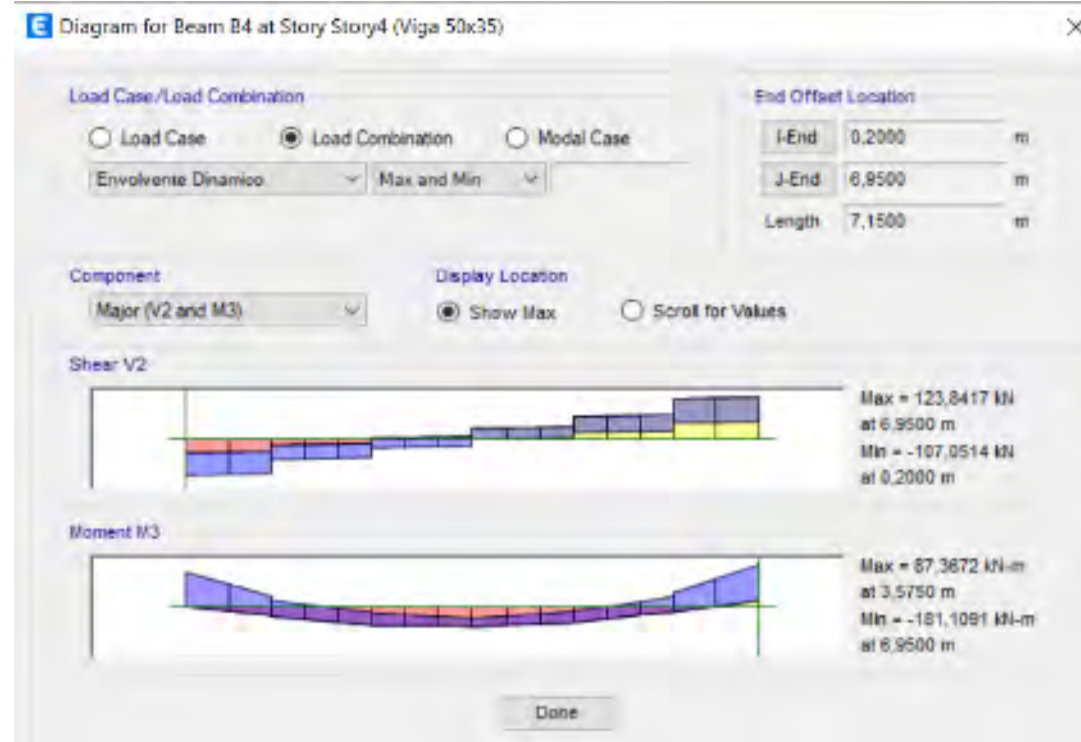 Diagram for Beam B4 at Story Story4 (Viga 50x35)
Load Case/Load Combination
Load Case Load Combination Modal Case
Envolvente Dinamico Max and Min
End Offset Location
I-End 0,2000 m
J-End 6,9500 m
Length 7,1500 m
Component
Major (V2 and M3)
Display Location
Show Max Scroll for Values
Shear V2
Max = 123,8417 kN
at 6,9500 m
Min = -107,0514 kN
at 0,2000 m
Moment M3
Max = 87,3672 kN-m
at 3,5750 m
Min = -181,1091 kN-m
at 6,9500 m
Done